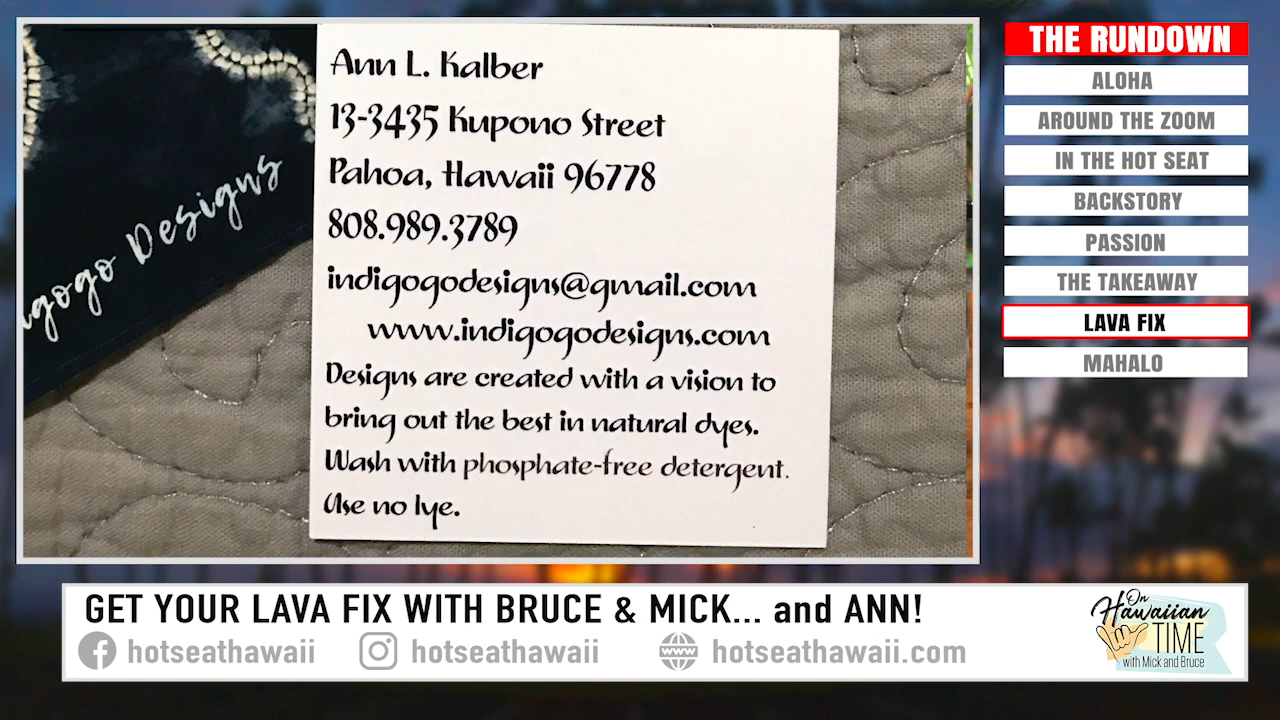 gogo Designs
Ann L. Kalber
13-3435 Kupono Street
Pahoa, Hawaii 96778
808.989.3789
indigogodesigns@gmail.com
www.indigogodesigns.com
Designs are created with a vision to
bring out the best in natural dyes.
Wash with phosphate-free detergent.
Use no lye.
THE RUNDOWN
ALOHA
AROUND THE ZOOM
IN THE HOT SEAT
BACKSTORY
PASSION
THE TAKEAWAY
LAVA FIX
MAHALO
GET YOUR LAVA FIX WITH BRUCE & MICK... and ANN!
hotseathawaii
hotseathawaii
hotseathawaii.com
On
Hawaiian
TIME
with Mick and Bruce